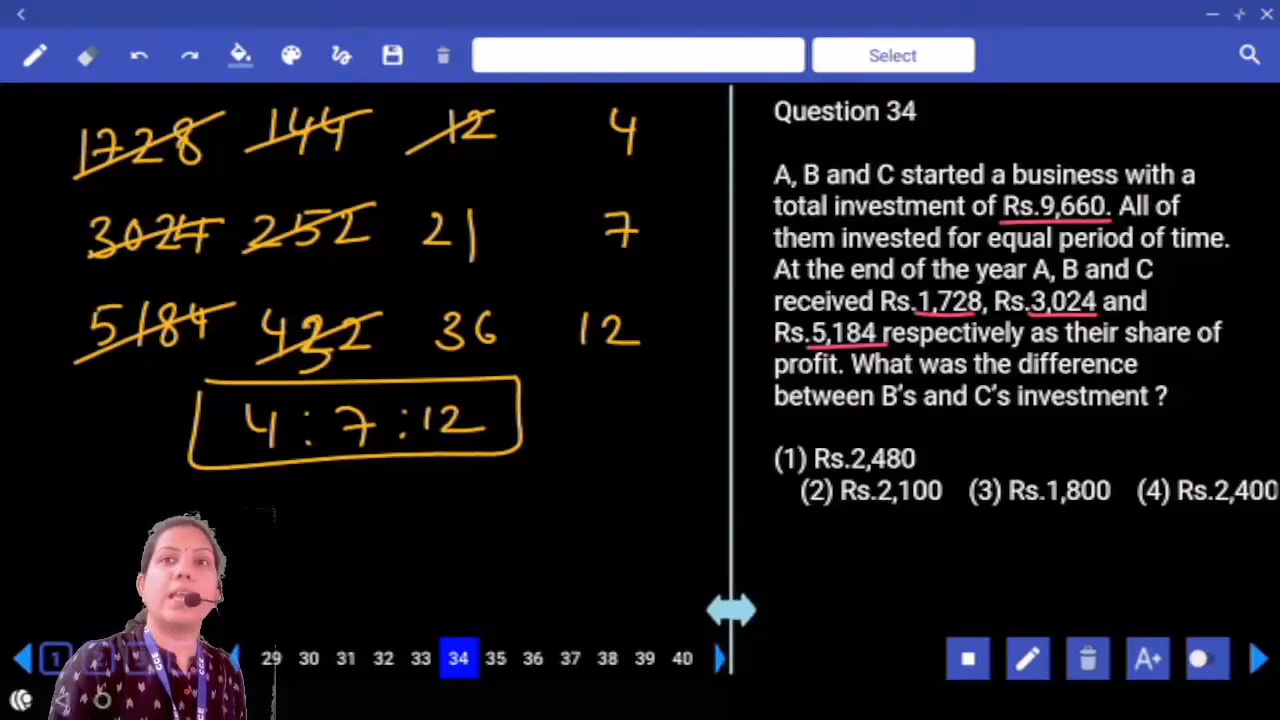 Select
1728 144 12 4
3024 252 21 7
5184 432 36 12
4 : 7 : 12
Question 34
A, B and C started a business with a
total investment of Rs.9,660. All of
them invested for equal period of time.
At the end of the year A, B and C
received Rs.1,728, Rs.3,024 and
Rs.5,184 respectively as their share of
profit. What was the difference
between B's and C's investment ?
(1) Rs.2,480
(2) Rs.2,100 (3) Rs.1,800 (4) Rs.2,400
1 29 30 31 32 33 34 35 36 37 38 39 40
A+
CCE